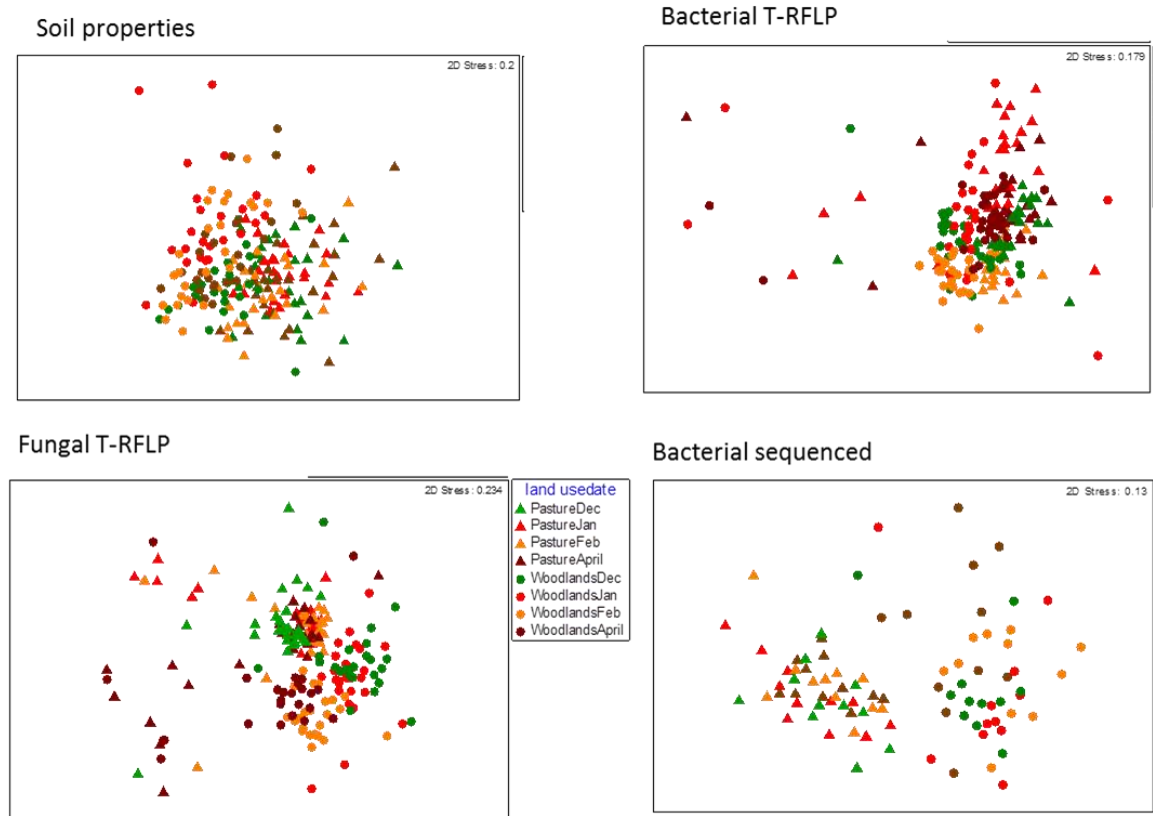 Soil properties
2D Stress: 0.2
Bacterial T-RFLP
2D Stress: 0.179
Fungal T-RFLP
2D Stress: 0.234
land usedate
PastureDec
PastureJan
PastureFeb
PastureApril
WoodlandsDec
WoodlandsJan
WoodlandsFeb
WoodlandsApril
Bacterial sequenced
2D Stress: 0.13